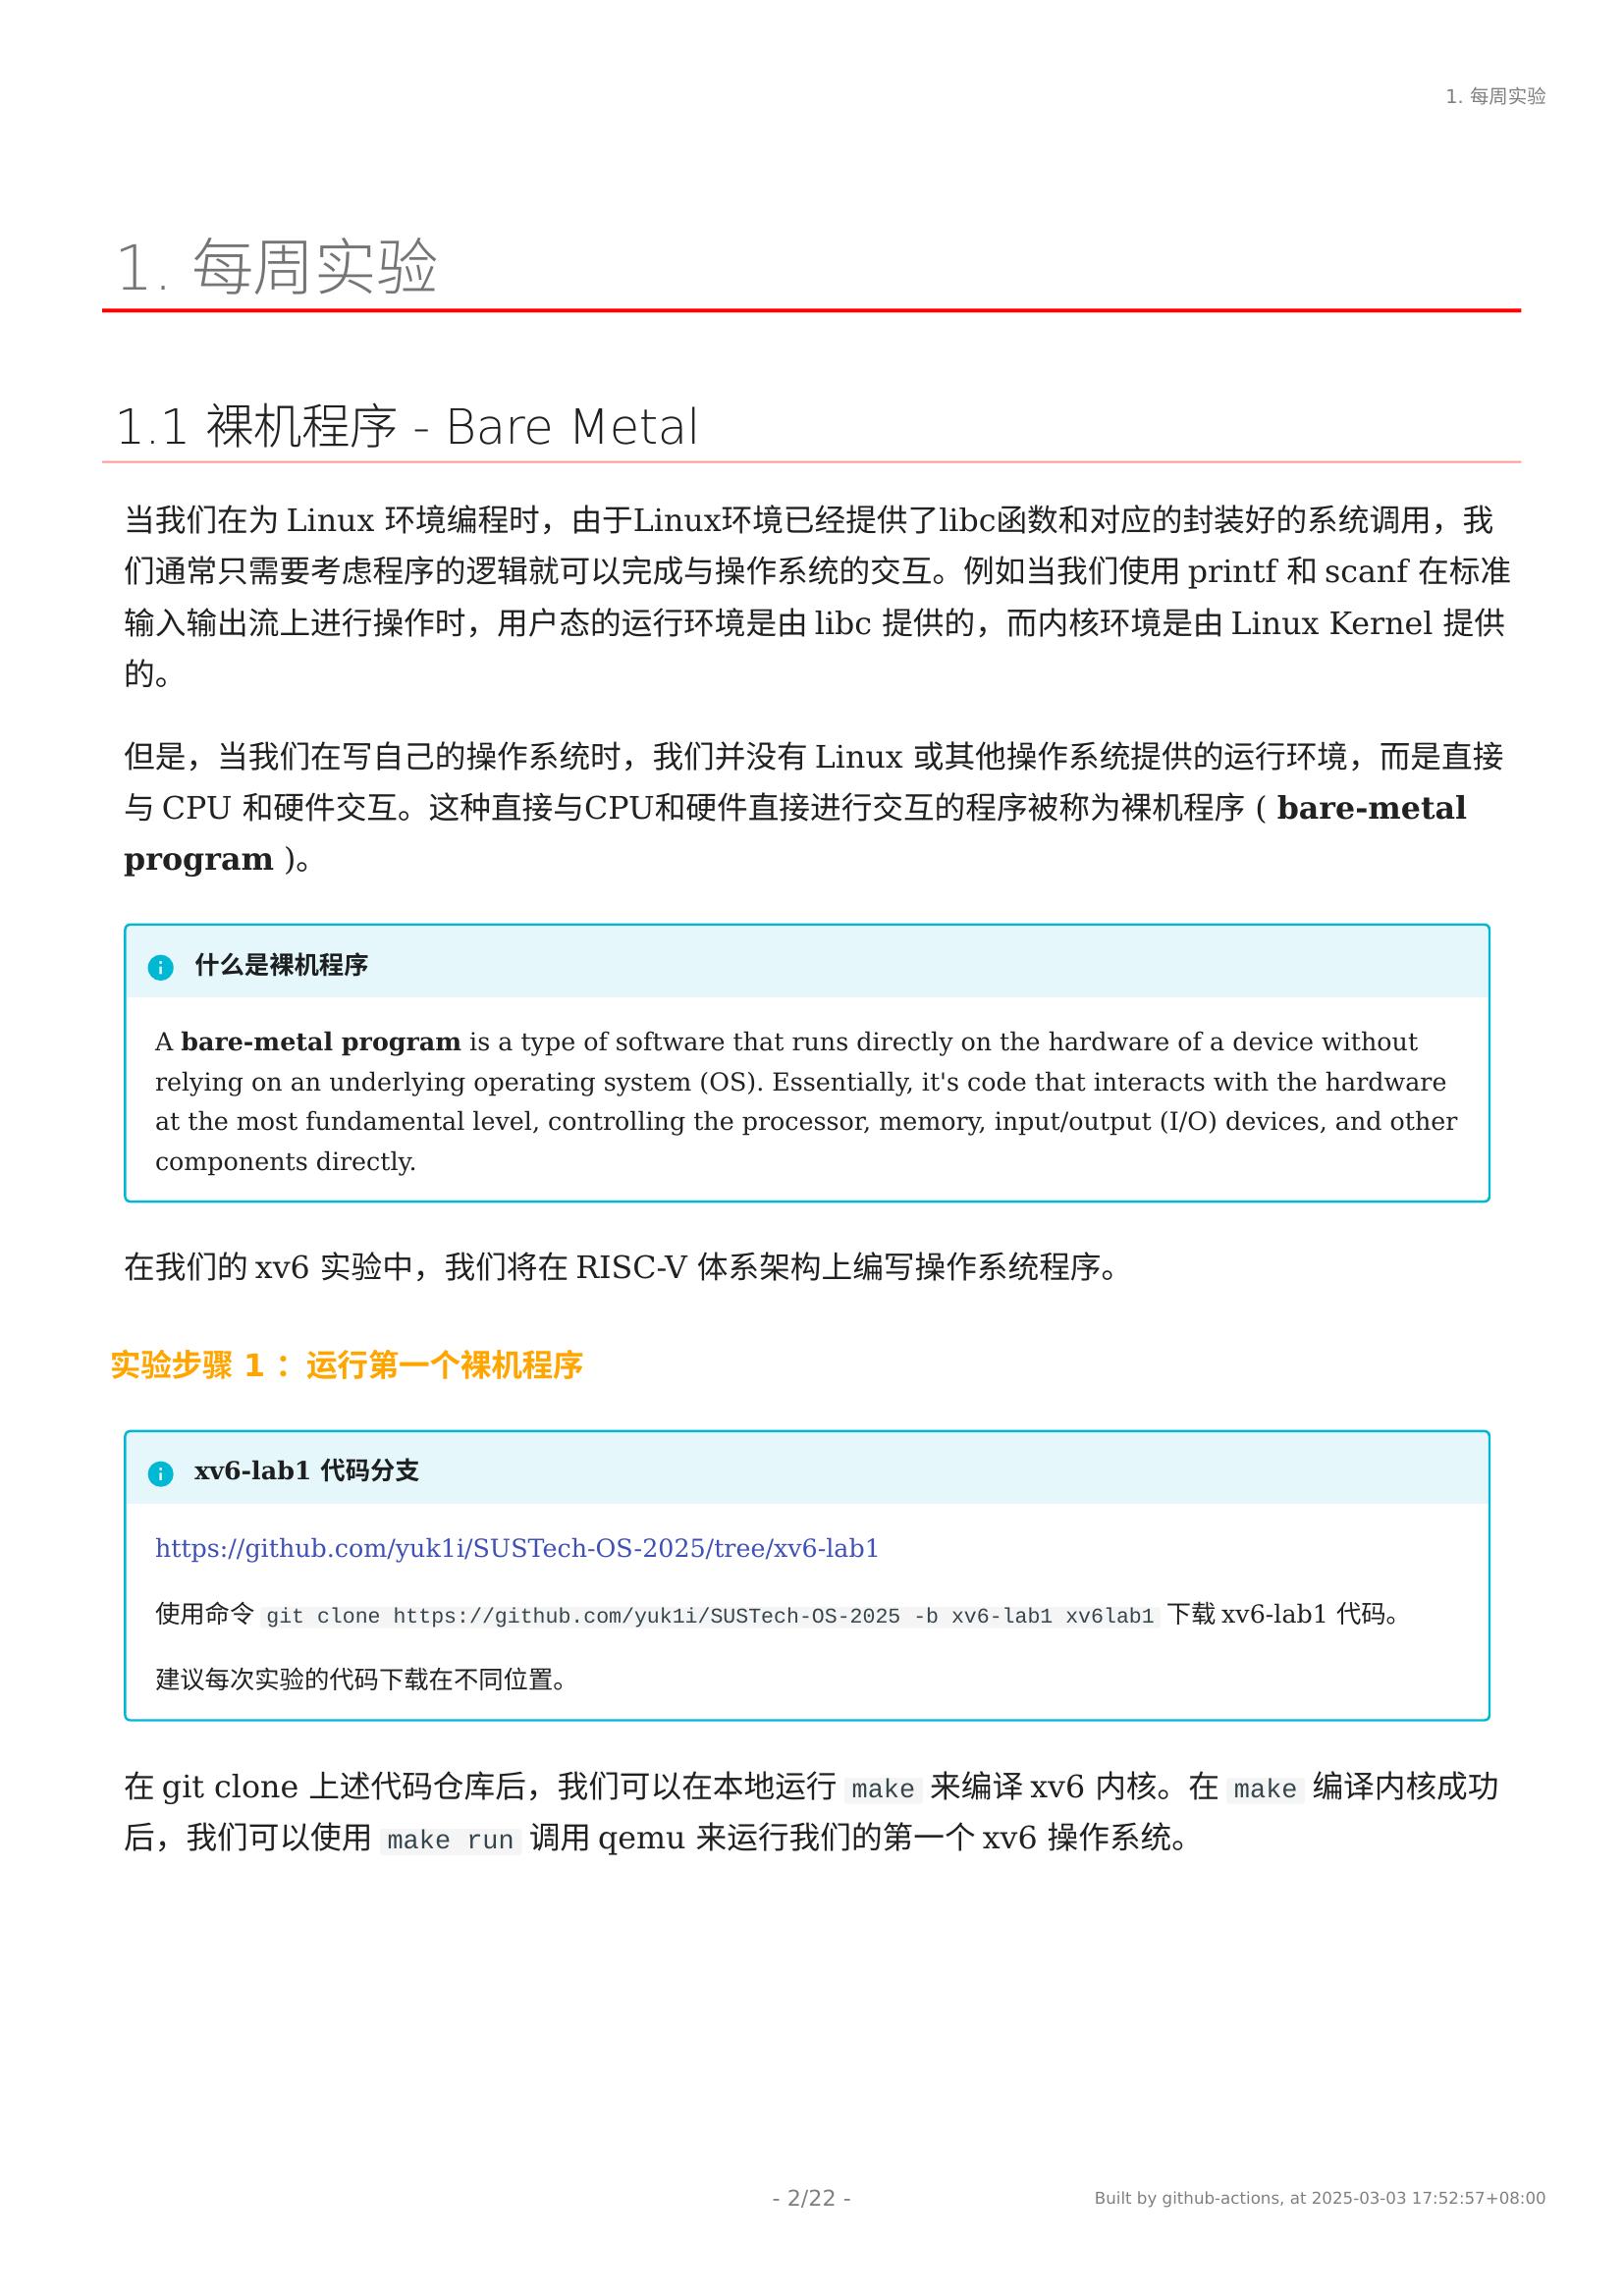 1. 每周实验
1. 每周实验
1.1 裸机程序 - Bare Metal
当我们在为 Linux 环境编程时，由于Linux环境已经提供了libc函数和对应的封装好的系统调用，我
们通常只需要考虑程序的逻辑就可以完成与操作系统的交互。例如当我们使用 printf 和 scanf 在标准
输入输出流上进行操作时，用户态的运行环境是由 libc 提供的，而内核环境是由 Linux Kernel 提供
的。
但是，当我们在写自己的操作系统时，我们并没有 Linux 或其他操作系统提供的运行环境，而是直接
与 CPU 和硬件交互。这种直接与CPU和硬件直接进行交互的程序被称为裸机程序 ( bare-metal
program )。
什么是裸机程序
A bare-metal program is a type of software that runs directly on the hardware of a device without
relying on an underlying operating system (OS). Essentially, it's code that interacts with the hardware
at the most fundamental level, controlling the processor, memory, input/output (I/O) devices, and other
components directly.
在我们的 xv6 实验中，我们将在 RISC-V 体系架构上编写操作系统程序。
实验步骤 1 ：运行第一个裸机程序
xv6-lab1 代码分支
https://github.com/yuk1i/SUSTech-OS-2025/tree/xv6-lab1
使用命令 git clone https://github.com/yuk1i/SUSTech-OS-2025 -b xv6-lab1 xv6lab1 下载 xv6-lab1 代码。
建议每次实验的代码下载在不同位置。
在 git clone 上述代码仓库后，我们可以在本地运行 make 来编译 xv6 内核。在 make 编译内核成功
后，我们可以使用 make run 调用 qemu 来运行我们的第一个 xv6 操作系统。
- 2/22 -
Built by github-actions, at 2025-03-03 17:52:57+08:00